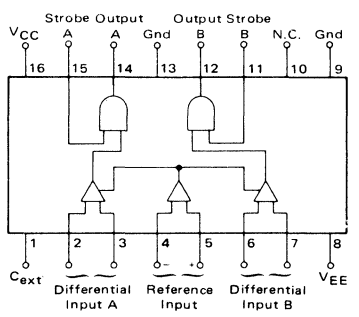 Strobe Output Output Strobe
VCC A A Gnd B B N.C. Gnd
16 15 14 13 12 11 10 9
1 2 3 4 5 6 7 8
- +
Cext Differential Input A Reference Input Differential Input B VEE